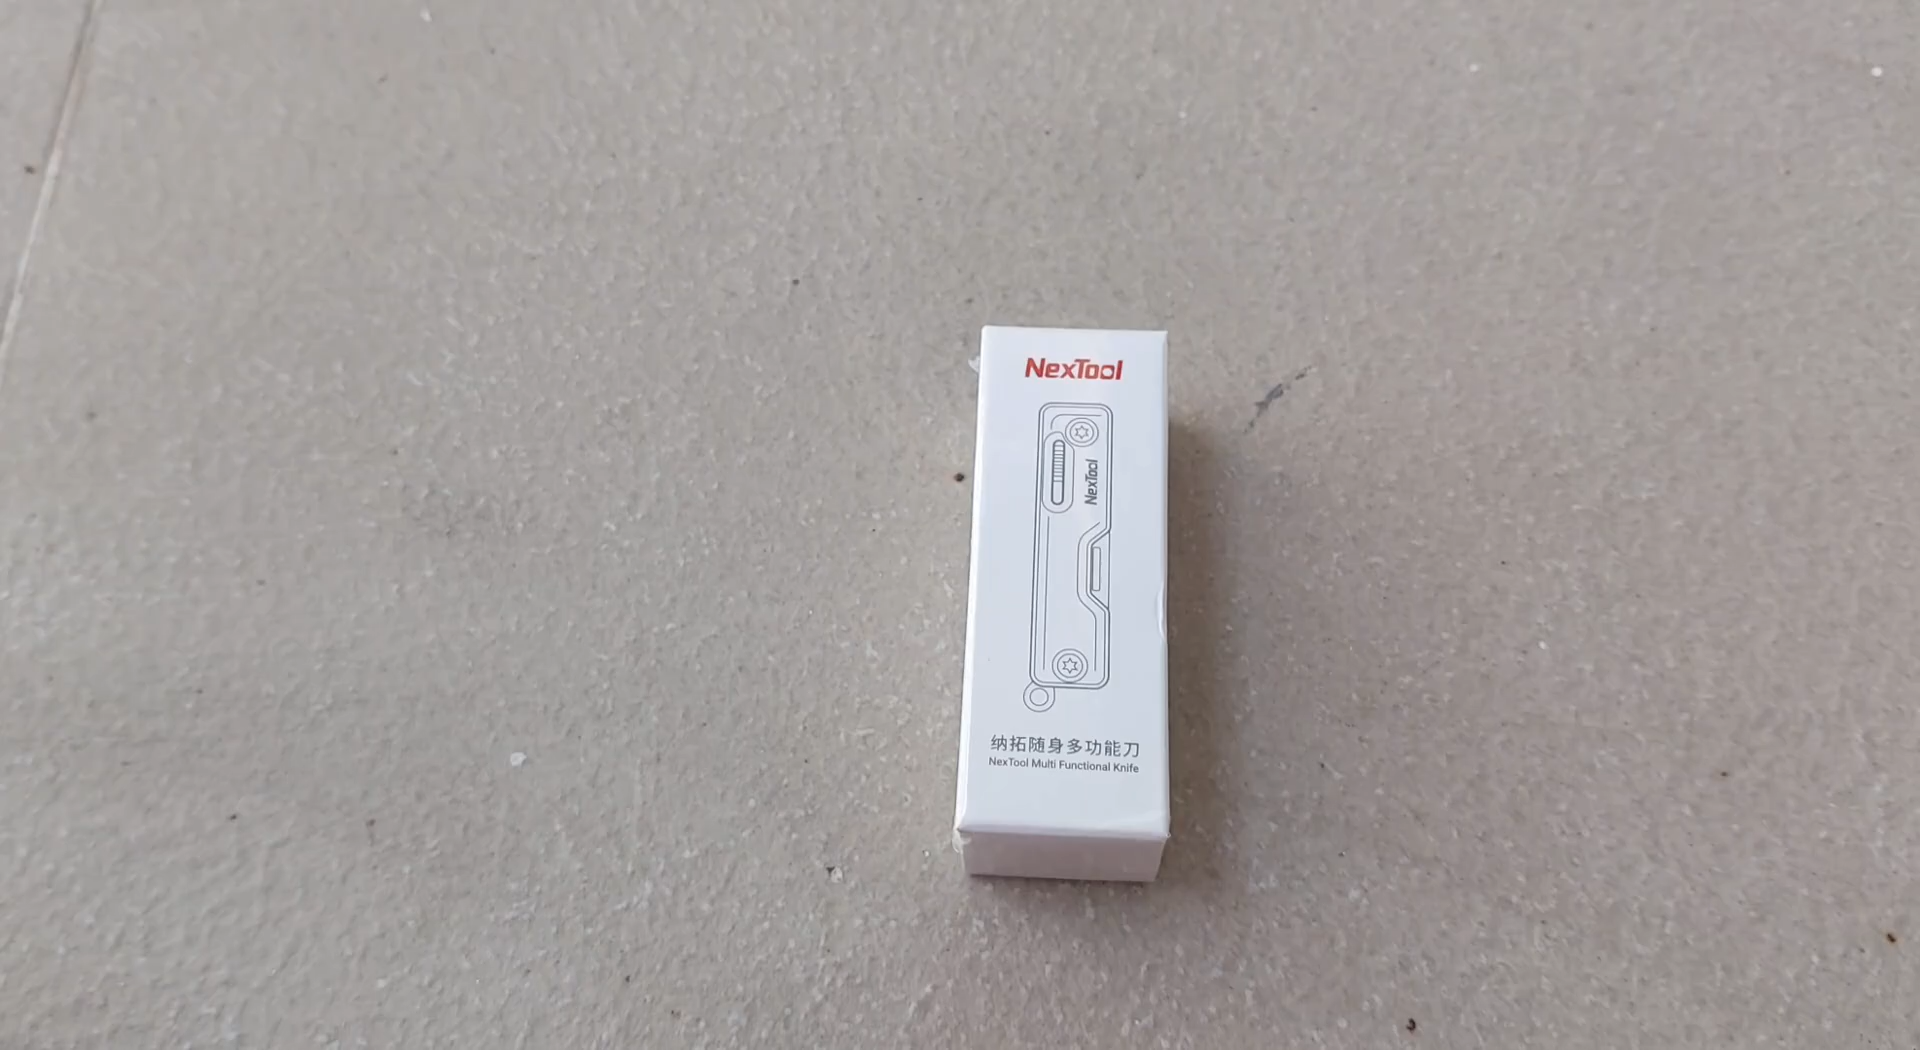 NexTool
NexTool
纳拓随身多功能刀
NexTool Multi Functional Knife